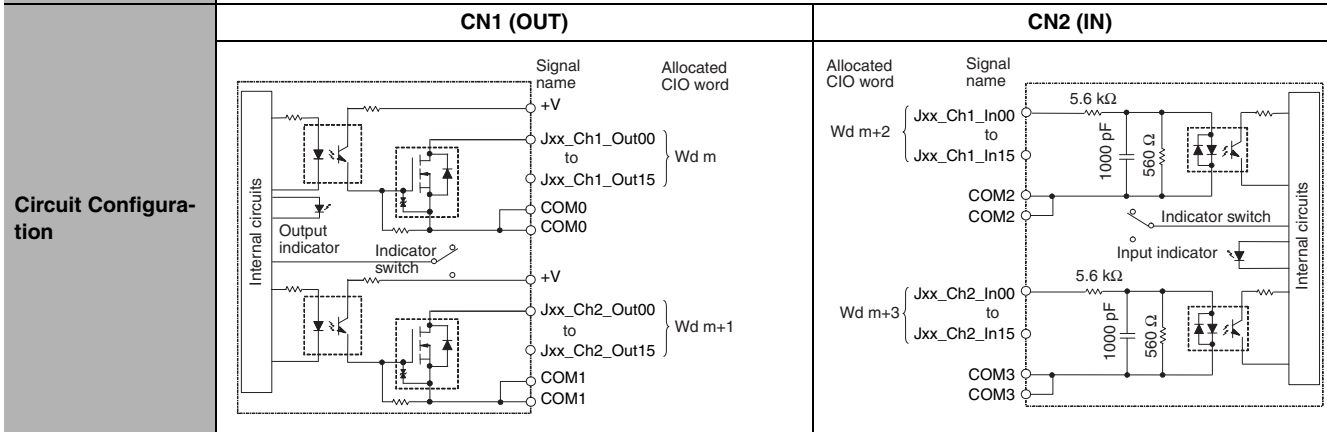 CN1 (OUT)
CN2 (IN)
Circuit Configura-
tion
Signal
name
Allocated
CIO word
+V
Jxx_Ch1_Out00
to
Jxx_Ch1_Out15
Wd m
COM0
COM0
Internal circuits
Output
indicator
Indicator
switch
+V
Jxx_Ch2_Out00
to
Jxx_Ch2_Out15
Wd m+1
COM1
COM1
Allocated
CIO word
Signal
name
Jxx_Ch1_In00
to
Jxx_Ch1_In15
Wd m+2
5.6 kΩ
1000 pF
560 Ω
COM2
COM2
Indicator switch
Input indicator
Internal circuits
Jxx_Ch2_In00
to
Jxx_Ch2_In15
Wd m+3
5.6 kΩ
1000 pF
560 Ω
COM3
COM3